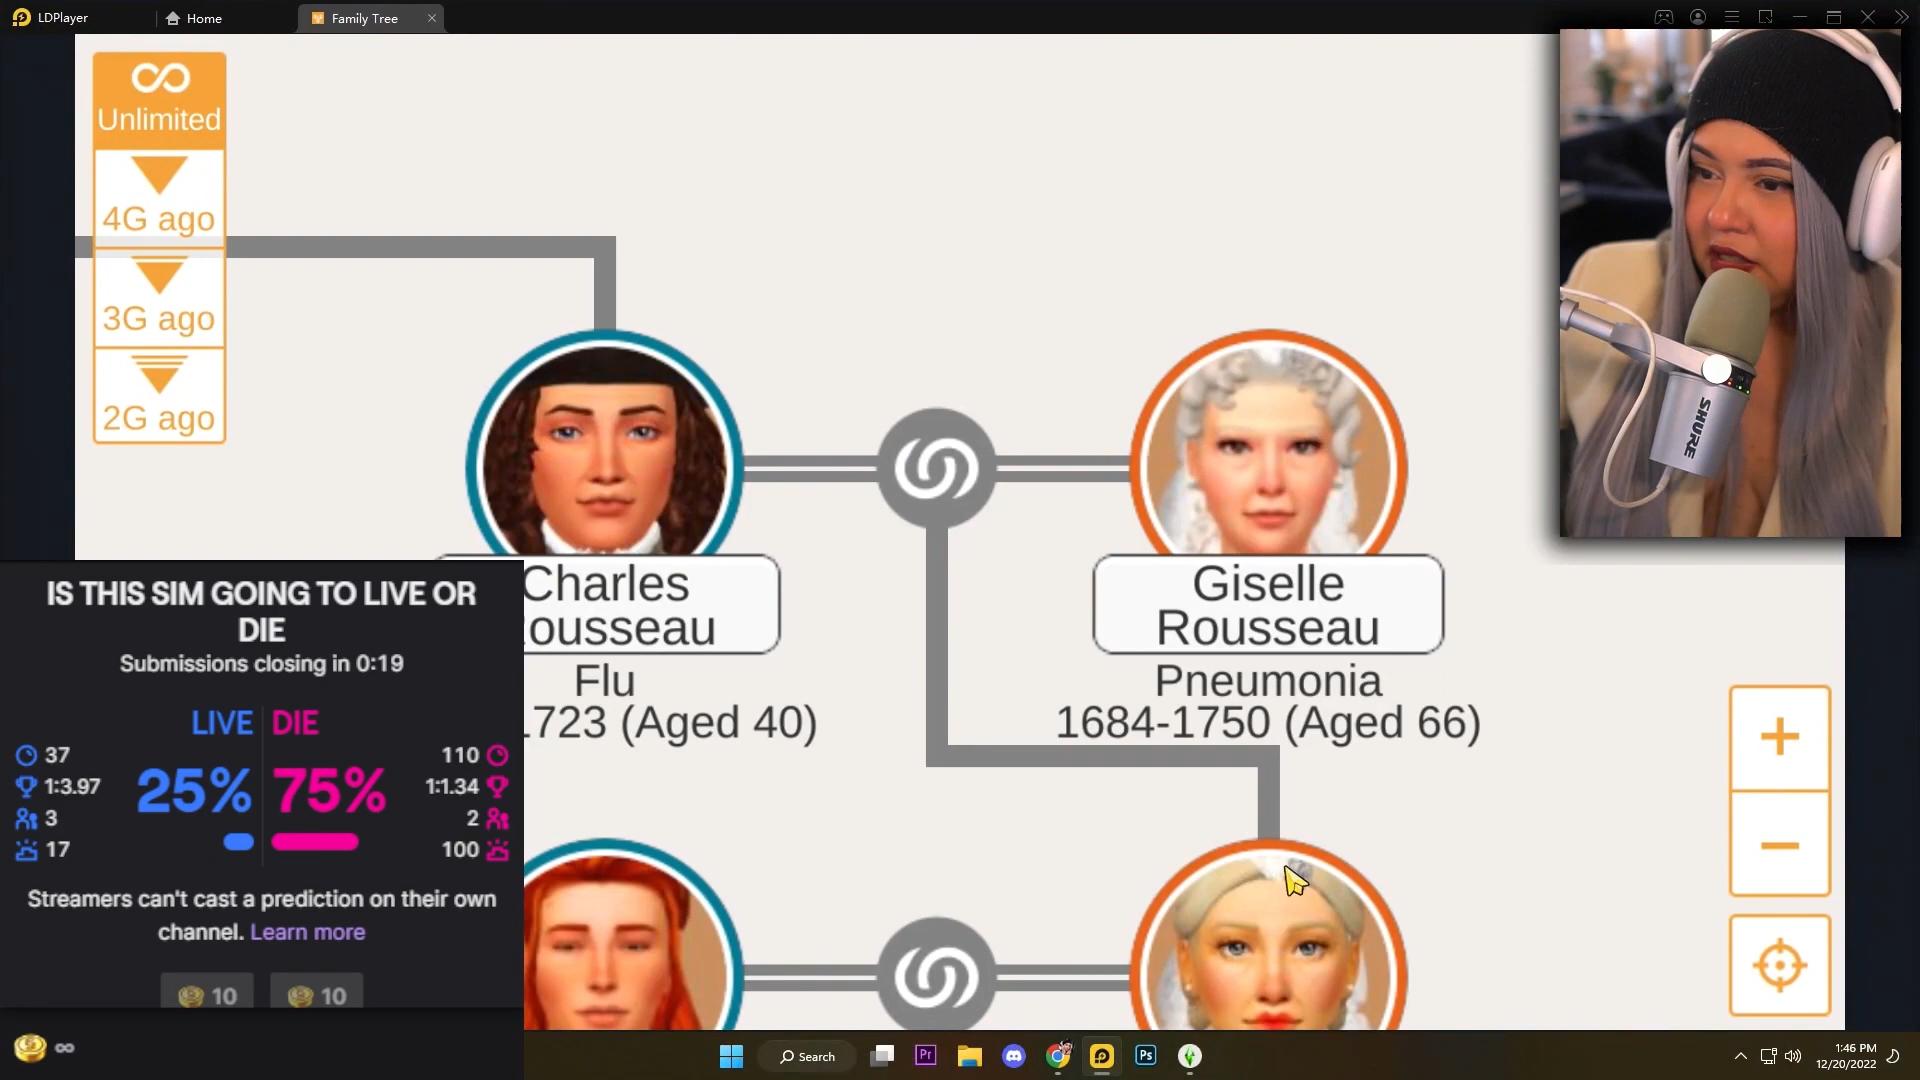 LDPlayer
Home
Family Tree
Unlimited
4G ago
3G ago
2G ago
Charles
ousseau
Flu
1723 (Aged 40)
Giselle
Rousseau
Pneumonia
1684-1750 (Aged 66)
SHURE
IS THIS SIM GOING TO LIVE OR
DIE
Submissions closing in 0:19
LIVE DIE
37
1:3.97
3
17
25% 75%
110
1:1.34
2
100
Streamers can't cast a prediction on their own
channel. Learn more
10 10
∞
Search
Pr
Ps
1:46 PM
12/20/2022